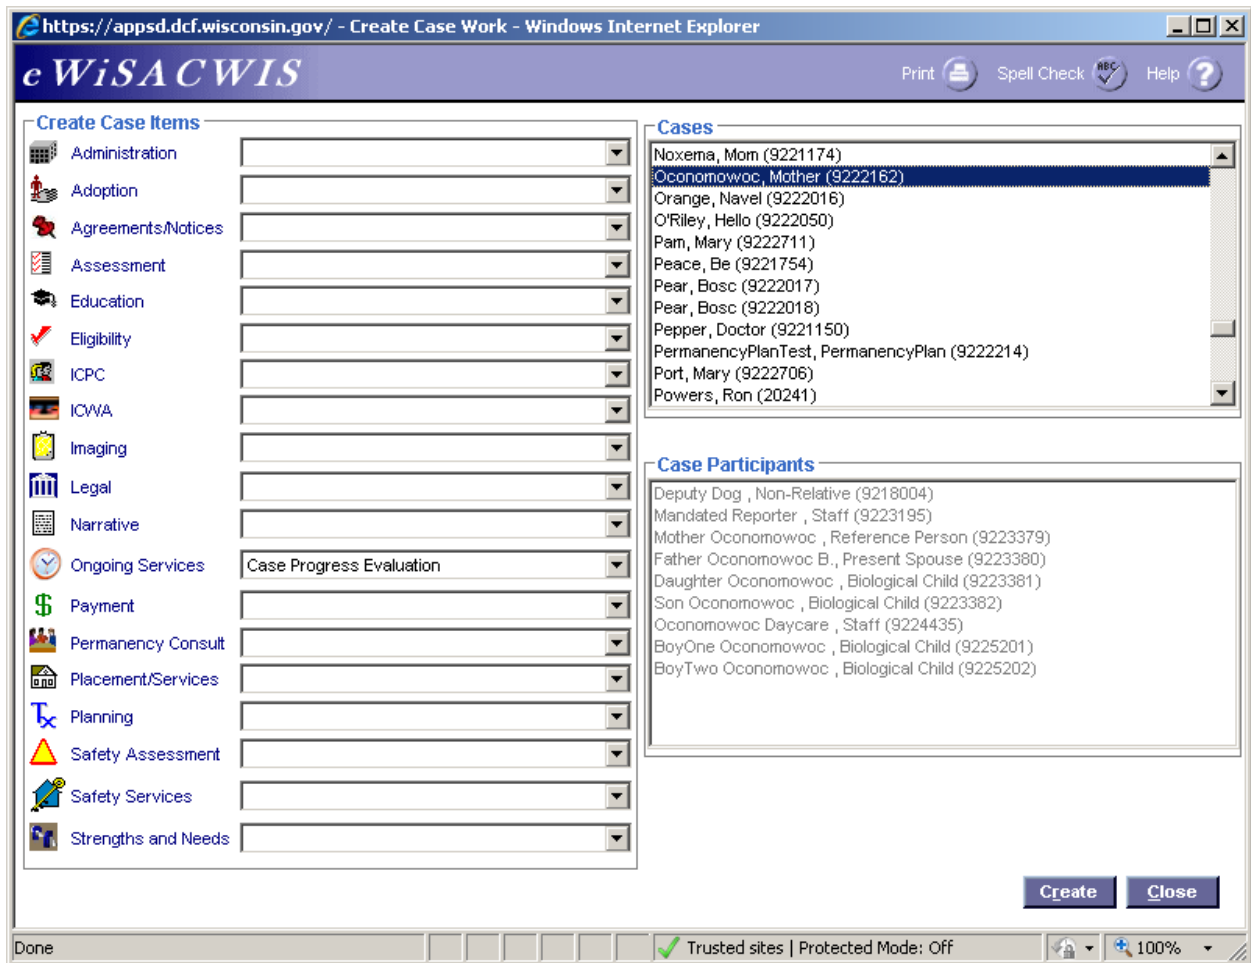 https://appsd.dcf.wisconsin.gov/ - Create Case Work - Windows Internet Explorer
e WiSACWIS
Print
Spell Check
ABC
Help
?
Create Case Items
Administration
Adoption
Agreements/Notices
Assessment
Education
Eligibility
ICPC
ICWA
Imaging
Legal
Narrative
Ongoing Services Case Progress Evaluation
$ Payment
Permanency Consult
Placement/Services
Tx Planning
Safety Assessment
Safety Services
Strengths and Needs
Cases
Noxema, Mom (9221174)
Oconomowoc, Mother (9222162)
Orange, Navel (9222016)
O'Riley, Hello (9222050)
Pam, Mary (9222711)
Peace, Be (9221754)
Pear, Bosc (9222017)
Pear, Bosc (9222018)
Pepper, Doctor (9221150)
PermanencyPlanTest, PermanencyPlan (9222214)
Port, Mary (9222706)
Powers, Ron (20241)
Case Participants
Deputy Dog , Non-Relative (9218004)
Mandated Reporter , Staff (9223195)
Mother Oconomowoc , Reference Person (9223379)
Father Oconomowoc B., Present Spouse (9223380)
Daughter Oconomowoc , Biological Child (9223381)
Son Oconomowoc , Biological Child (9223382)
Oconomowoc Daycare , Staff (9224435)
BoyOne Oconomowoc , Biological Child (9225201)
BoyTwo Oconomowoc , Biological Child (9225202)
Create
Close
Done
Trusted sites | Protected Mode: Off
100%